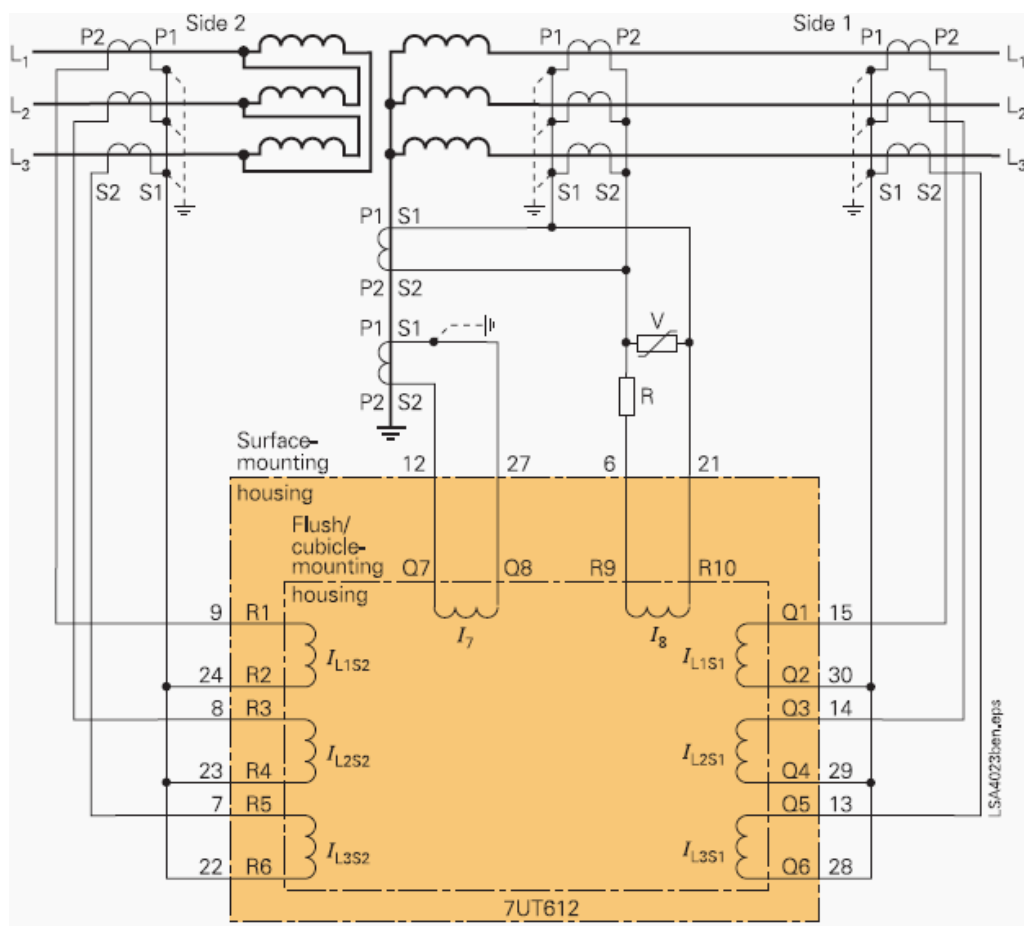 Side 2
Side 1
P2 P1
P1 P2
P1 P2
L1
L1
L2
L2
L3
L3
S2 S1
S1 S2
S1 S2
P1 S1
P2 S2
P1 S1
V
P2 S2
R
Surface-
mounting
housing
12
27
6
21
Flush/
cubicle-
mounting
housing
Q7
Q8
R9
R10
I7
I8
9 R1
IL1S2
24 R2
8 R3
IL2S2
23 R4
7 R5
IL3S2
22 R6
IL1S1
Q1 15
Q2 30
IL2S1
Q3 14
Q4 29
IL3S1
Q5 13
Q6 28
7UT612
LSA4023ben.eps